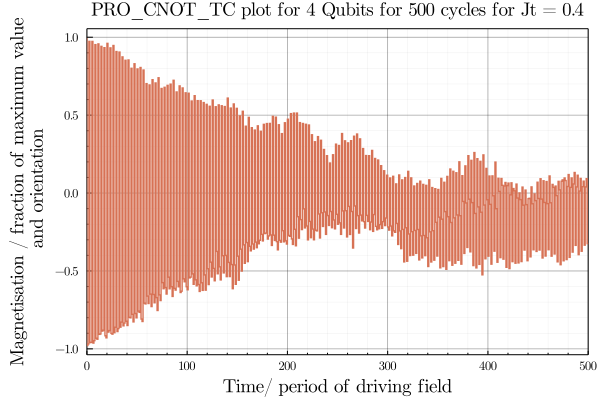 PRO_CNOT_TC plot for 4 Qubits for 500 cycles for Jt = 0.4
Magnetisation / fraction of maximum value
and orientation
1.0
0.5
0.0
−0.5
−1.0
0
100
200
300
400
500
Time/ period of driving field